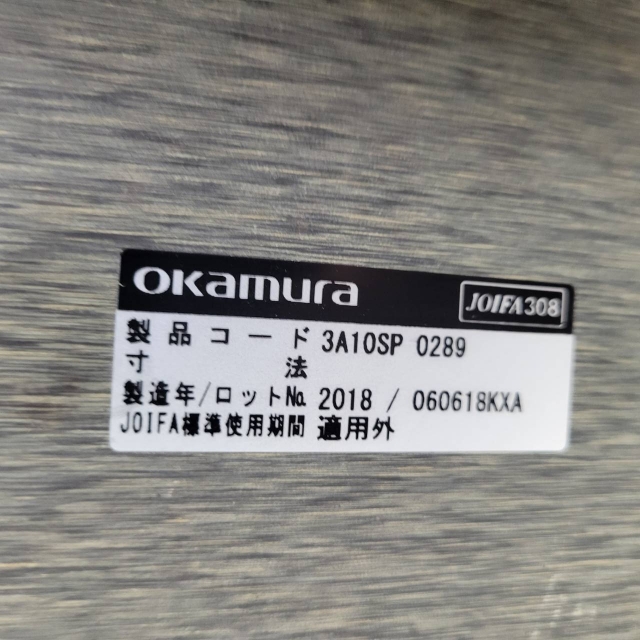 oKamura
JOIFA308
製品コード 3A10SP 0289
寸法
製造年/ロット№ 2018 / 060618KXA
JOIFA標準使用期間 適用外